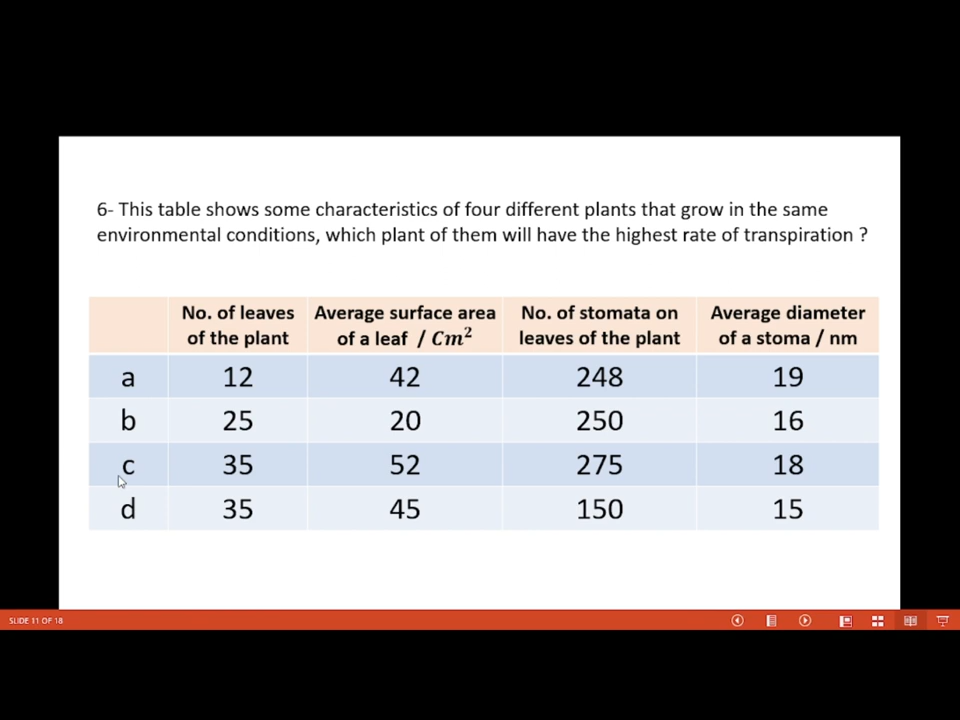 6- This table shows some characteristics of four different plants that grow in the same
environmental conditions, which plant of them will have the highest rate of transpiration ?
No. of leaves of the plant | Average surface area of a leaf / Cm² | No. of stomata on leaves of the plant | Average diameter of a stoma / nm
a 12 42 248 19
b 25 20 250 16
c 35 52 275 18
d 35 45 150 15
SLIDE 11 OF 18